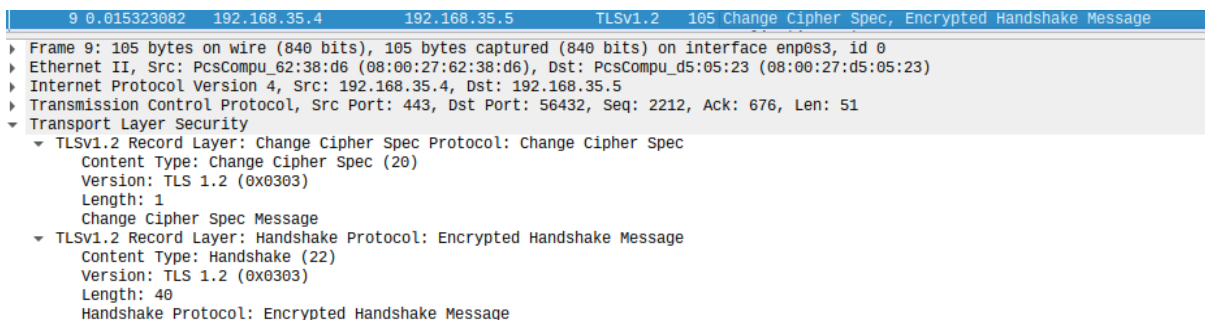 9 0.015323082 192.168.35.4 192.168.35.5 TLSv1.2 105 Change Cipher Spec, Encrypted Handshake Message
Frame 9: 105 bytes on wire (840 bits), 105 bytes captured (840 bits) on interface enp0s3, id 0
Ethernet II, Src: PcsCompu_62:38:d6 (08:00:27:62:38:d6), Dst: PcsCompu_d5:05:23 (08:00:27:d5:05:23)
Internet Protocol Version 4, Src: 192.168.35.4, Dst: 192.168.35.5
Transmission Control Protocol, Src Port: 443, Dst Port: 56432, Seq: 2212, Ack: 676, Len: 51
Transport Layer Security
TLSv1.2 Record Layer: Change Cipher Spec Protocol: Change Cipher Spec
Content Type: Change Cipher Spec (20)
Version: TLS 1.2 (0x0303)
Length: 1
Change Cipher Spec Message
TLSv1.2 Record Layer: Handshake Protocol: Encrypted Handshake Message
Content Type: Handshake (22)
Version: TLS 1.2 (0x0303)
Length: 40
Handshake Protocol: Encrypted Handshake Message